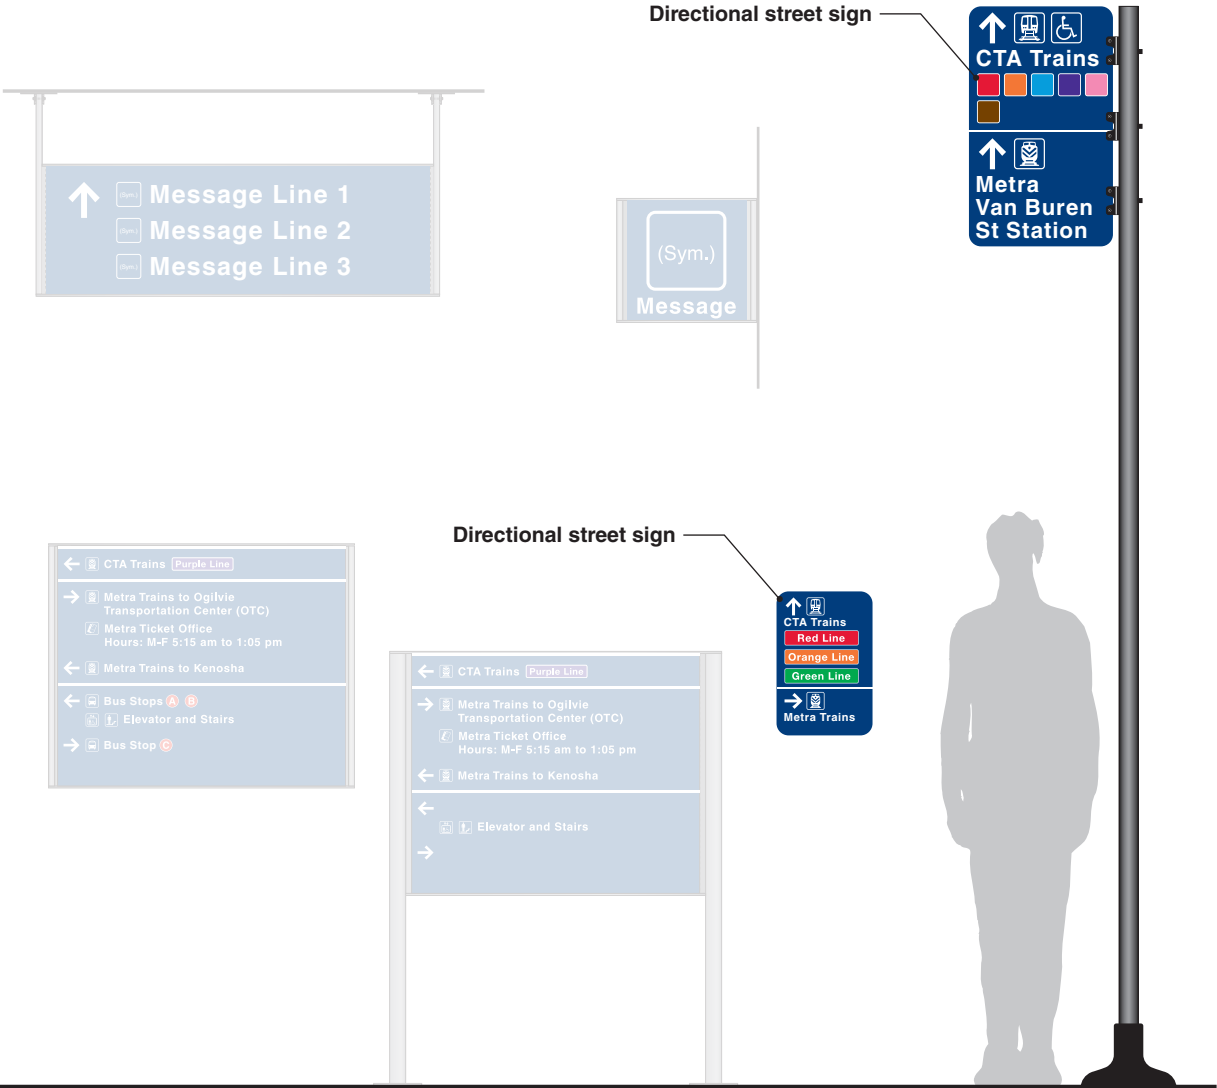 Directional street sign
CTA Trains
Metra
Van Buren
St Station
Message Line 1
Message Line 2
Message Line 3
(Sym.)
(Sym.)
(Sym.)
(Sym.)
Message
Directional street sign
CTA Trains
Red Line
Orange Line
Green Line
Metra Trains
CTA Trains Purple Line
Metra Trains to Ogilvie
Transportation Center (OTC)
Metra Ticket Office
Hours: M-F 5:15 am to 1:05 pm
Metra Trains to Kenosha
Bus Stops A B
Elevator and Stairs
Bus Stop C
CTA Trains Purple Line
Metra Trains to Ogilvie
Transportation Center (OTC)
Metra Ticket Office
Hours: M-F 5:15 am to 1:05 pm
Metra Trains to Kenosha
Elevator and Stairs